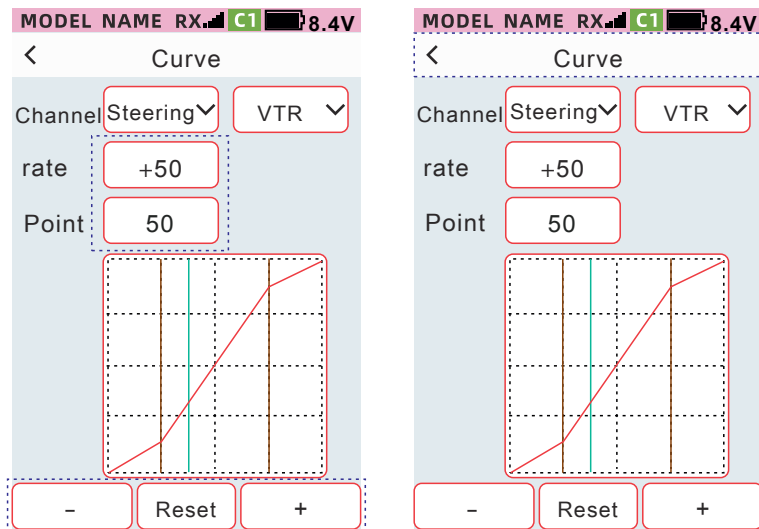 MODEL NAME RX C1 8.4V
< Curve
Channel Steering VTR
rate +50
Point 50
- Reset +
MODEL NAME RX C1 8.4V
< Curve
Channel Steering VTR
rate +50
Point 50
- Reset +